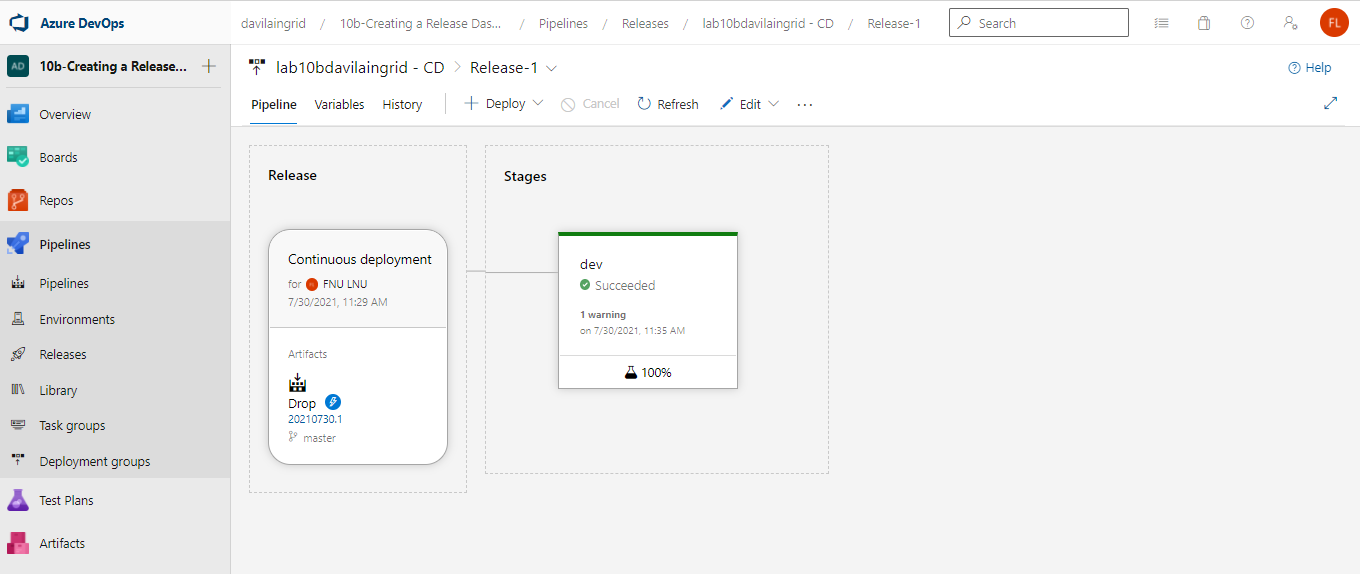 Azure DevOps
davilaingrid / 10b-Creating a Release Das... / Pipelines / Releases / lab10bdavilaingrid - CD / Release-1
Search
FL
AD
10b-Creating a Release...
Overview
Boards
Repos
Pipelines
Pipelines
Environments
Releases
Library
Task groups
Deployment groups
Test Plans
Artifacts
lab10bdavilaingrid - CD > Release-1
Help
Pipeline Variables History
Deploy Cancel Refresh Edit ...
Release
Continuous deployment
for FL FNU LNU
7/30/2021, 11:29 AM
Artifacts
Drop
20210730.1
master
Stages
dev
Succeeded
1 warning
on 7/30/2021, 11:35 AM
100%